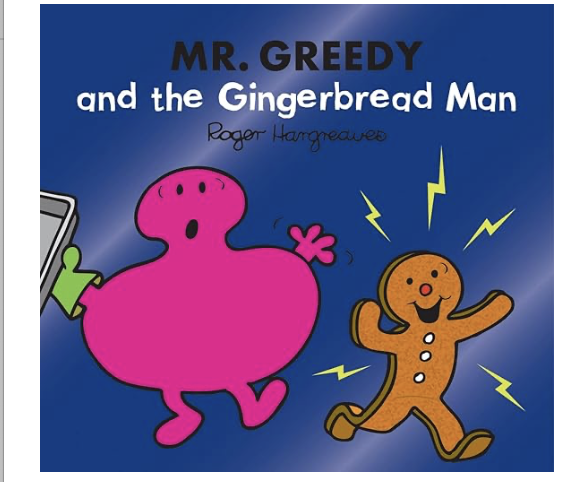 MR. GREEDY
and the Gingerbread Man
Roger Hargreaves